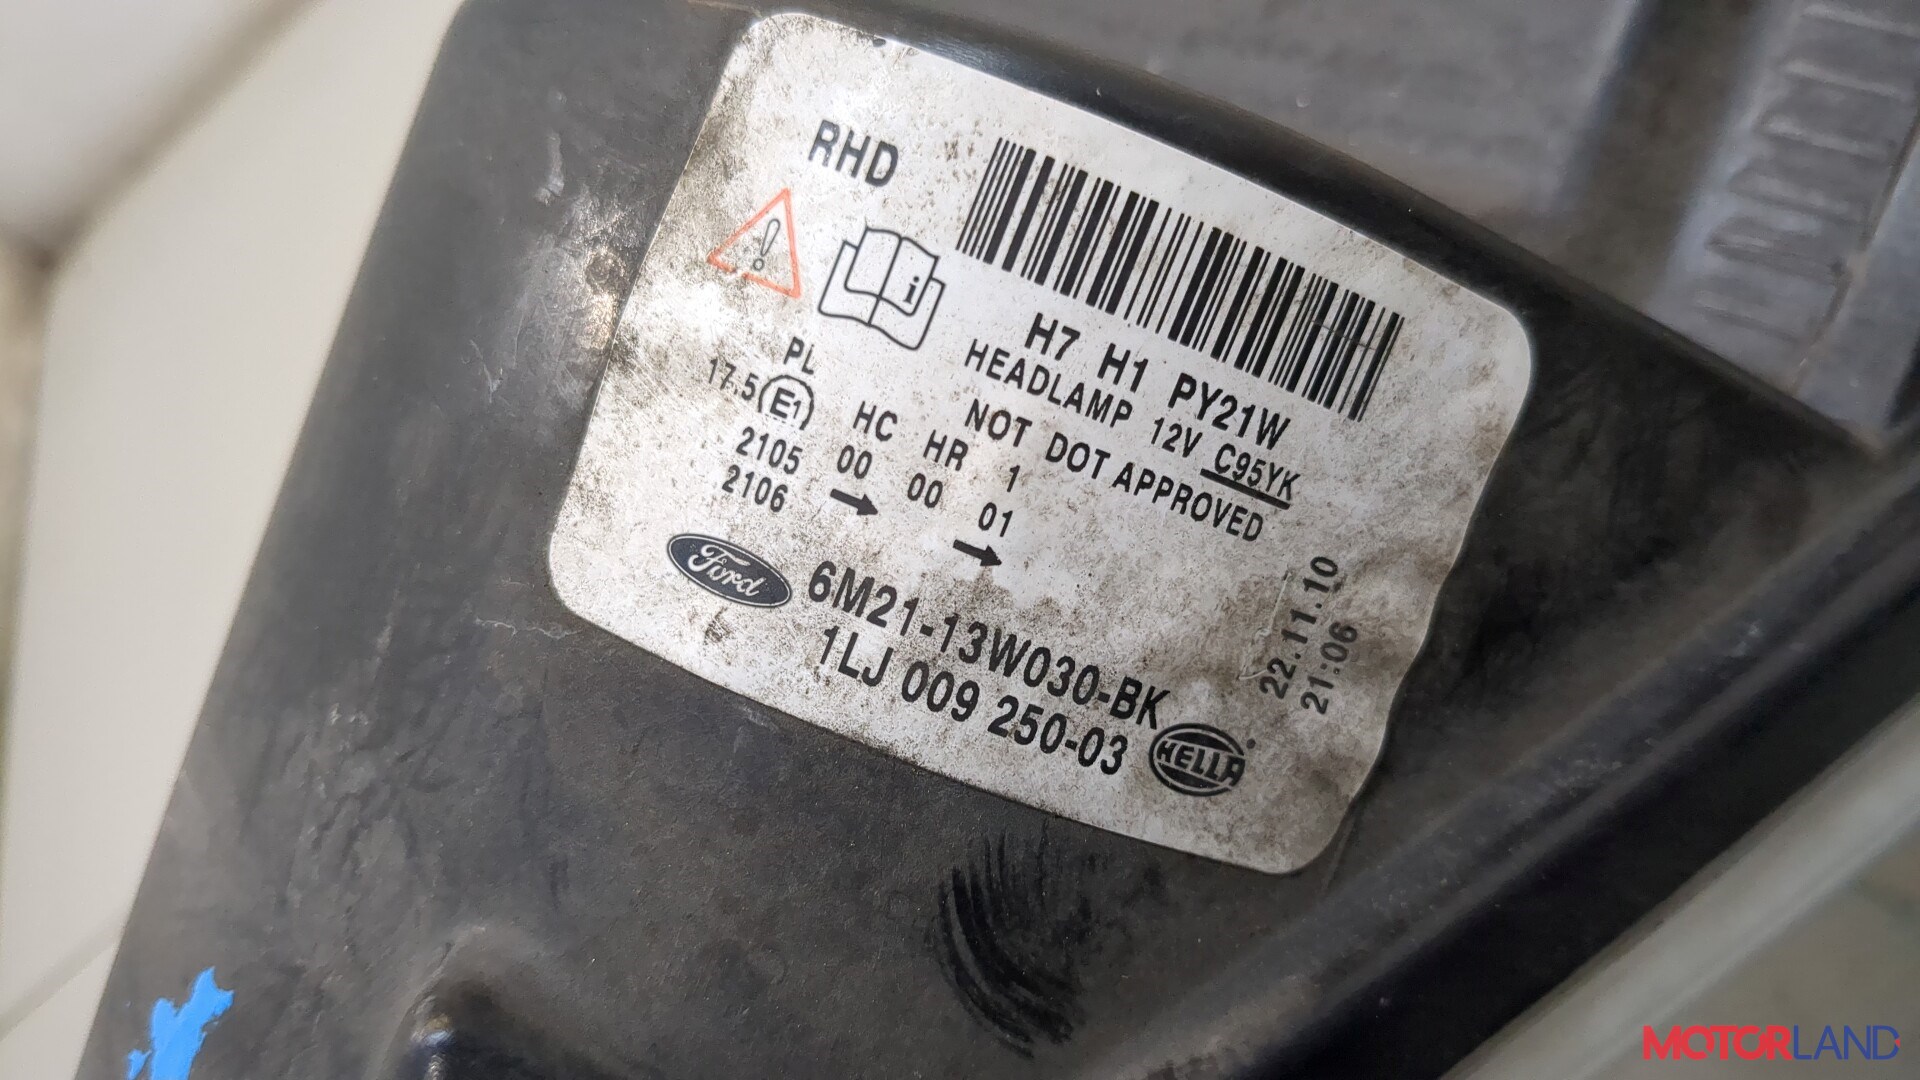 RHD
H7 H1 PY21W
HEADLAMP 12V C95YK
NOT DOT APPROVED
PL
17.5 E1 HC HR 1
2105 00 00 01
2106
Ford 6M21-13W030-BK
1LJ 009 250-03
HELLA
22.11.10
21:06
MOTORLAND